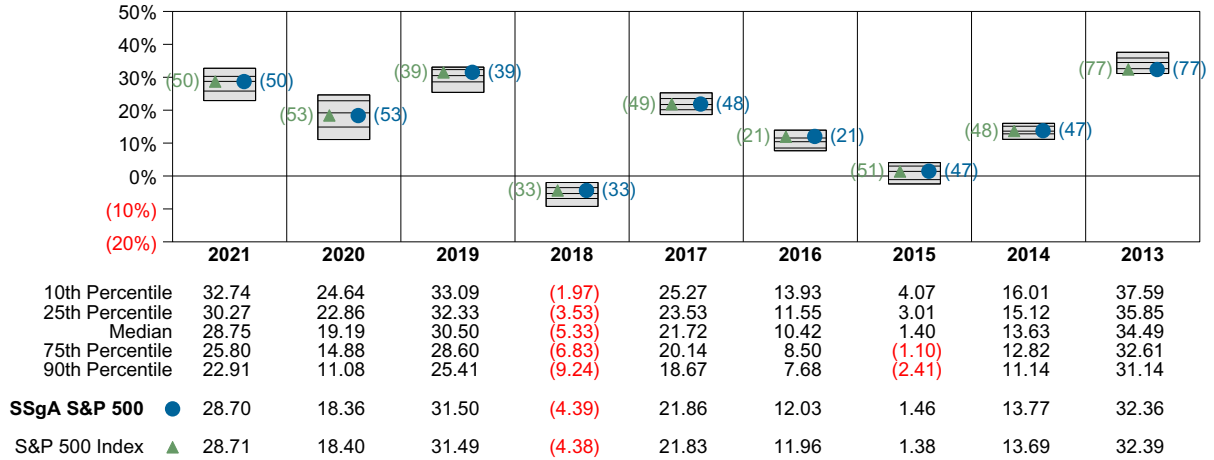 50%
40%
30%
20%
10%
0%
(10%)
(20%)
(50) (50)
(53) (53)
(39) (39)
(33) (33)
(49) (48)
(21) (21)
(51) (47)
(48) (47)
(77) (77)
2021 2020 2019 2018 2017 2016 2015 2014 2013
10th Percentile 32.74 24.64 33.09 (1.97) 25.27 13.93 4.07 16.01 37.59
25th Percentile 30.27 22.86 32.33 (3.53) 23.53 11.55 3.01 15.12 35.85
Median 28.75 19.19 30.50 (5.33) 21.72 10.42 1.40 13.63 34.49
75th Percentile 25.80 14.88 28.60 (6.83) 20.14 8.50 (1.10) 12.82 32.61
90th Percentile 22.91 11.08 25.41 (9.24) 18.67 7.68 (2.41) 11.14 31.14
SSgA S&P 500 28.70 18.36 31.50 (4.39) 21.86 12.03 1.46 13.77 32.36
S&P 500 Index 28.71 18.40 31.49 (4.38) 21.83 11.96 1.38 13.69 32.39